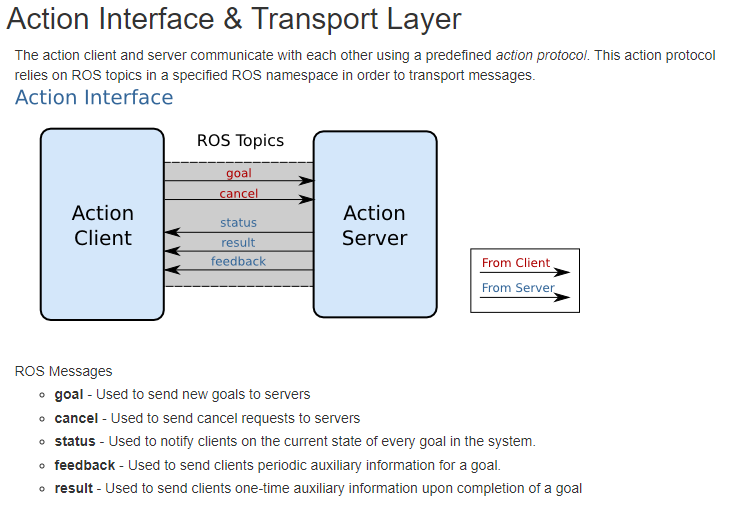 Action Interface & Transport Layer
The action client and server communicate with each other using a predefined action protocol. This action protocol
relies on ROS topics in a specified ROS namespace in order to transport messages.
Action Interface
ROS Topics
goal
cancel
Action
Client
status
result
feedback
Action
Server
From Client
From Server
ROS Messages
goal - Used to send new goals to servers
cancel - Used to send cancel requests to servers
status - Used to notify clients on the current state of every goal in the system.
feedback - Used to send clients periodic auxiliary information for a goal.
result - Used to send clients one-time auxiliary information upon completion of a goal